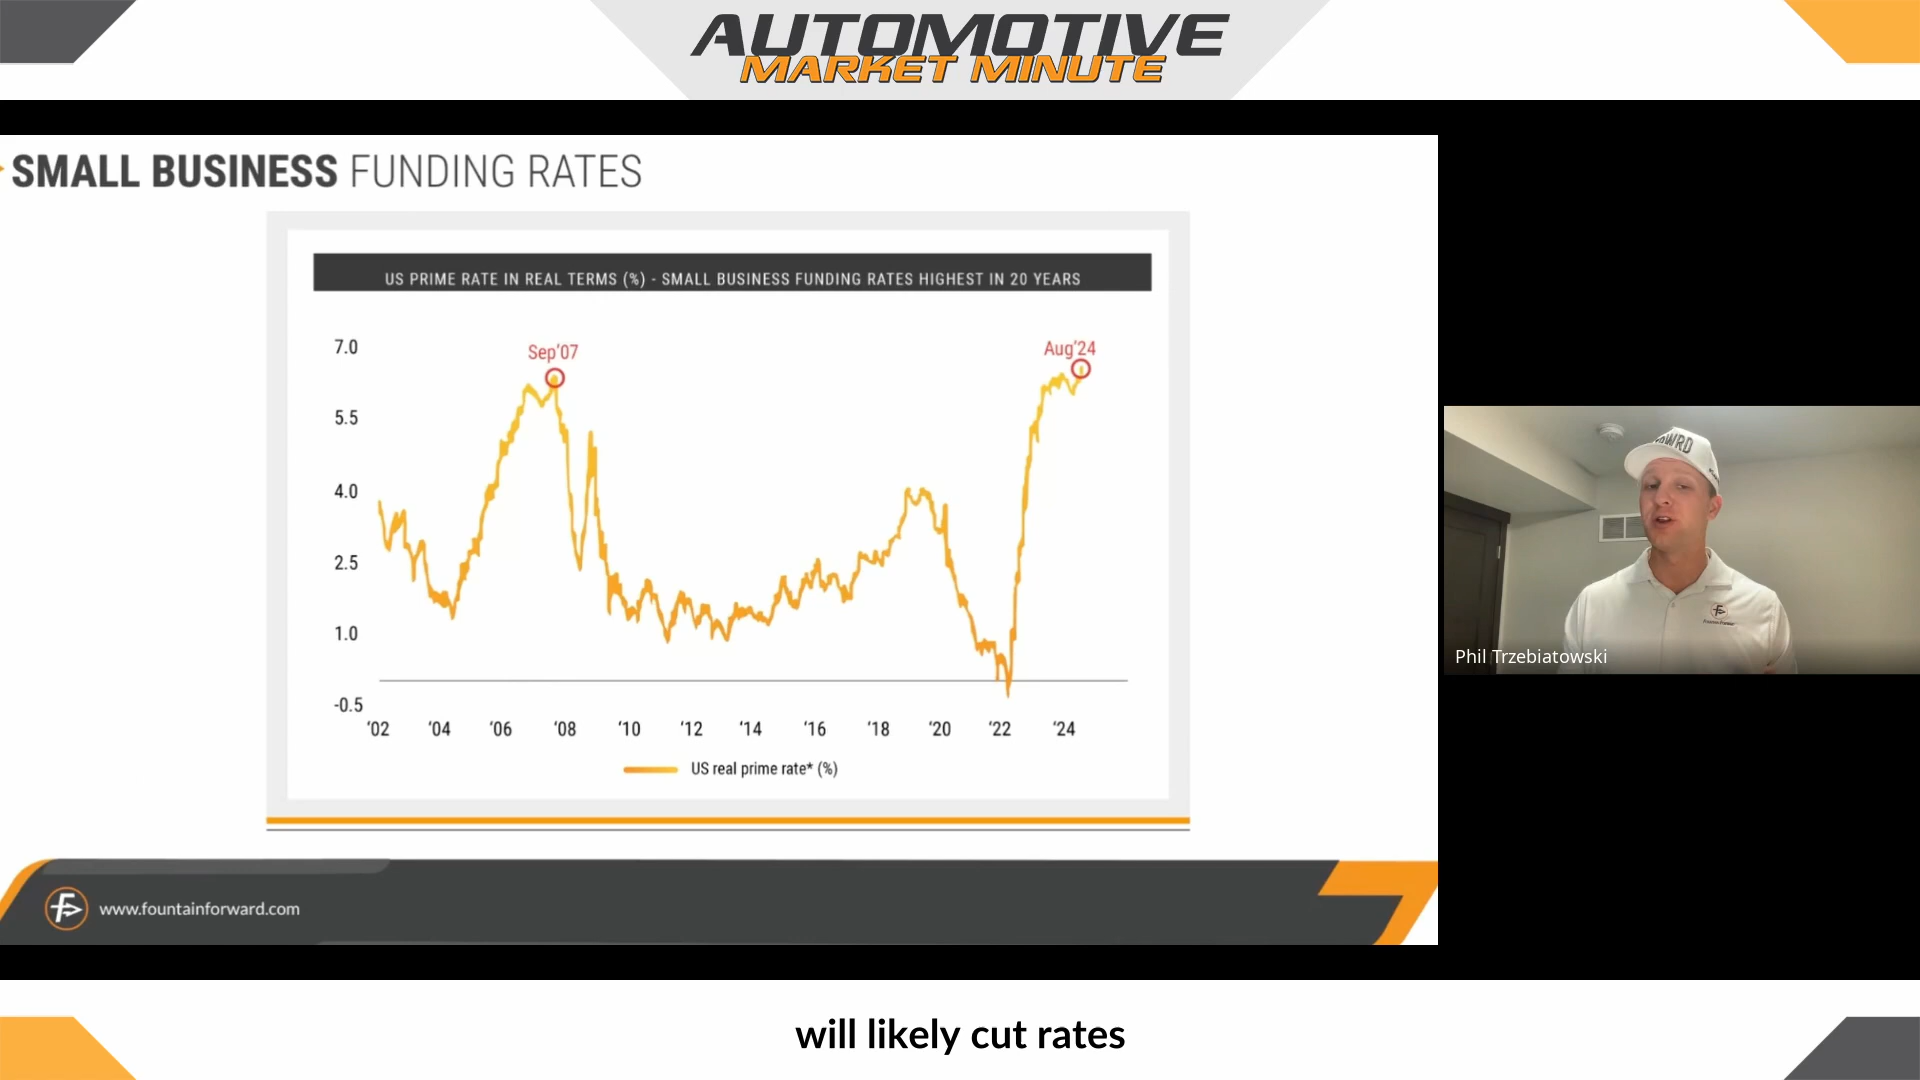 AUTOMOTIVE
MARKET MINUTE
SMALL BUSINESS FUNDING RATES
US PRIME RATE IN REAL TERMS (%) - SMALL BUSINESS FUNDING RATES HIGHEST IN 20 YEARS
7.0
Sep'07
Aug'24
5.5
4.0
2.5
1.0
-0.5
'02 '04 '06 '08 '10 '12 '14 '16 '18 '20 '22 '24
US real prime rate* (%)
Phil Trzebiatowski
www.fountainforward.com
will likely cut rates